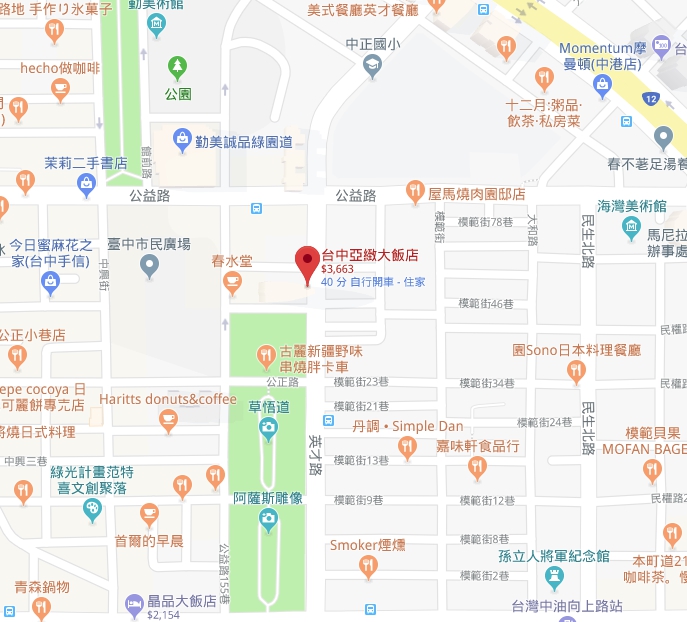 路地 手作り氷菓子
勤美術館
美式餐廳英才餐廳
中正國小
Momentum摩
曼頓(中港店)
hecho做咖啡
公園
十二月:粥品·
飲茶·私房菜
12
勤美誠品綠園道
館前路
茉莉二手書店
春不荖足湯養
公益路
公益路
屋馬燒肉園邸店
海灣美術館
模範街
模範街78巷
大和路
民生北路
馬尼拉
辦事處
今日蜜麻花之
家(台中手信)
臺中市民廣場
春水堂
台中亞緻大飯店
$3,663
40 分 自行開車 - 住家
中興街
模範街46巷
公正小巷店
古麗新疆野味
串燒胖卡車
園Sono日本料理餐廳
民權路
公正路
模範街23巷
模範街34巷
民權路
epe cocoya 日
可麗餅專賣店
Haritts donuts&coffee
草悟道
模範街21巷
模範街24巷
民生北路
丹調 • Simple Dan
將燒日式料理
英才路
嘉味軒食品行
模範貝果
MOFAN BAGE
中興三巷
模範街13巷
綠光計畫范特
喜文創聚落
阿薩斯雕像
模範街9巷
模範街12巷
民權路2
首爾的早晨
Smoker煙燻
模範街8巷
孫立人將軍紀念館
本町道21
咖啡茶。慢
公益路155巷
模範街2巷
青森鍋物
晶品大飯店
$2,154
台灣中油向上路站